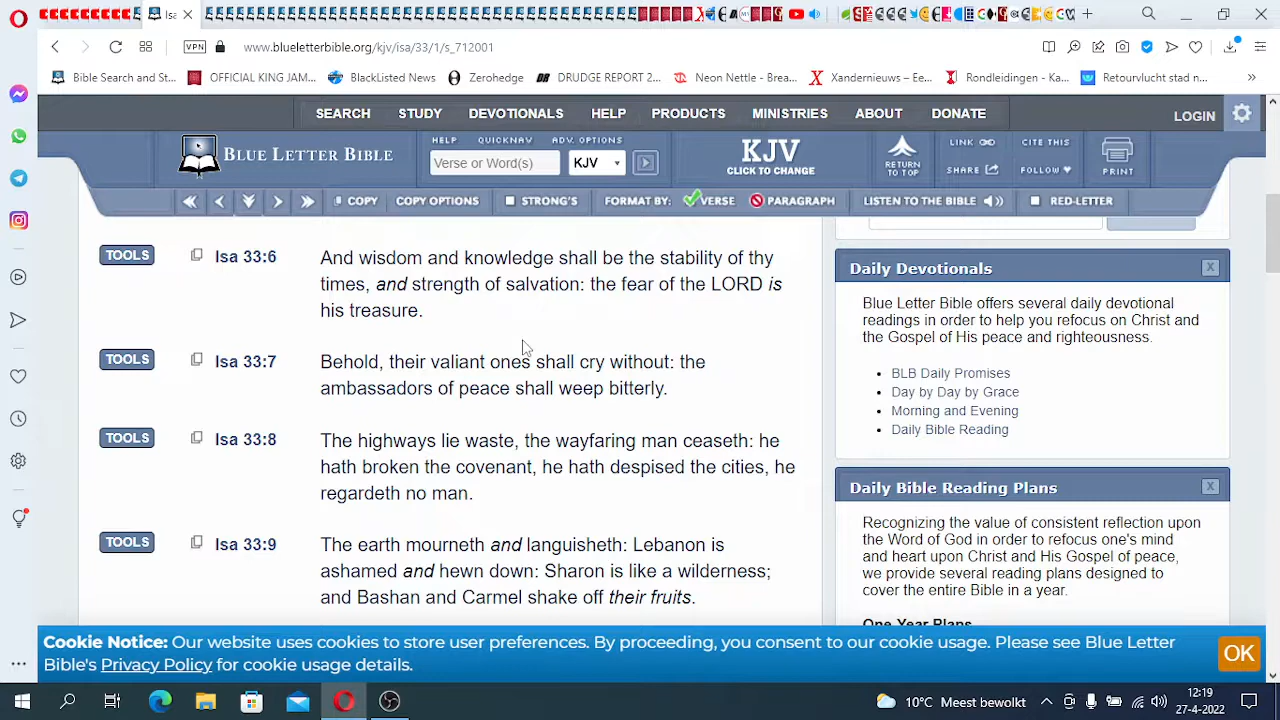 Isa
www.blueletterbible.org/kjv/isa/33/1/s_712001
VPN
Bible Search and St...
OFFICIAL KING JAM...
BlackListed News
Zerohedge
DRUDGE REPORT 2...
Neon Nettle - Brea...
Xandernieuws – Ee...
Rondleidingen - Ka...
Retourvlucht stad n...
SEARCH STUDY DEVOTIONALS HELP PRODUCTS MINISTRIES ABOUT DONATE
LOGIN
BLUE LETTER BIBLE
HELP QUICKNAV ADV. OPTIONS
Verse or Word(s)
KJV
KJV
CLICK TO CHANGE
RETURN
TO TOP
LINK
SHARE
CITE THIS
FOLLOW
PRINT
COPY
COPY OPTIONS
STRONG'S
FORMAT BY: VERSE PARAGRAPH
LISTEN TO THE BIBLE
RED-LETTER
TOOLS Isa 33:6 And wisdom and knowledge shall be the stability of thy
times, and strength of salvation: the fear of the LORD is
his treasure.
TOOLS Isa 33:7 Behold, their valiant ones shall cry without: the
ambassadors of peace shall weep bitterly.
TOOLS Isa 33:8 The highways lie waste, the wayfaring man ceaseth: he
hath broken the covenant, he hath despised the cities, he
regardeth no man.
TOOLS Isa 33:9 The earth mourneth and languisheth: Lebanon is
ashamed and hewn down: Sharon is like a wilderness;
and Bashan and Carmel shake off their fruits.
Daily Devotionals
Blue Letter Bible offers several daily devotional
readings in order to help you refocus on Christ and
the Gospel of His peace and righteousness.
BLB Daily Promises
Day by Day by Grace
Morning and Evening
Daily Bible Reading
Daily Bible Reading Plans
Recognizing the value of consistent reflection upon
the Word of God in order to refocus one's mind
and heart upon Christ and His Gospel of peace,
we provide several reading plans designed to
cover the entire Bible in a year.
One Year Plans
Cookie Notice: Our website uses cookies to store user preferences. By proceeding, you consent to our cookie usage. Please see Blue Letter
Bible's Privacy Policy for cookie usage details.
OK
10°C Meest bewolkt
12:19
27-4-2022